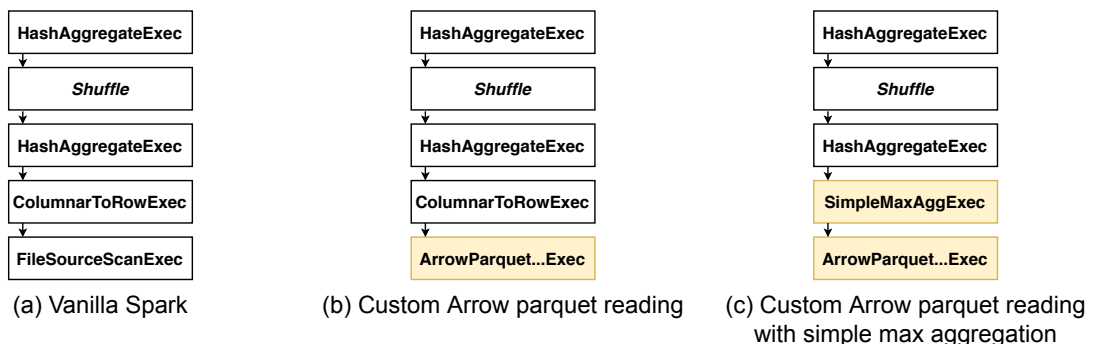 HashAggregateExec
Shuffle
HashAggregateExec
ColumnarToRowExec
FileSourceScanExec
(a) Vanilla Spark
HashAggregateExec
Shuffle
HashAggregateExec
ColumnarToRowExec
ArrowParquet...Exec
(b) Custom Arrow parquet reading
HashAggregateExec
Shuffle
HashAggregateExec
SimpleMaxAggExec
ArrowParquet...Exec
(c) Custom Arrow parquet reading
with simple max aggregation